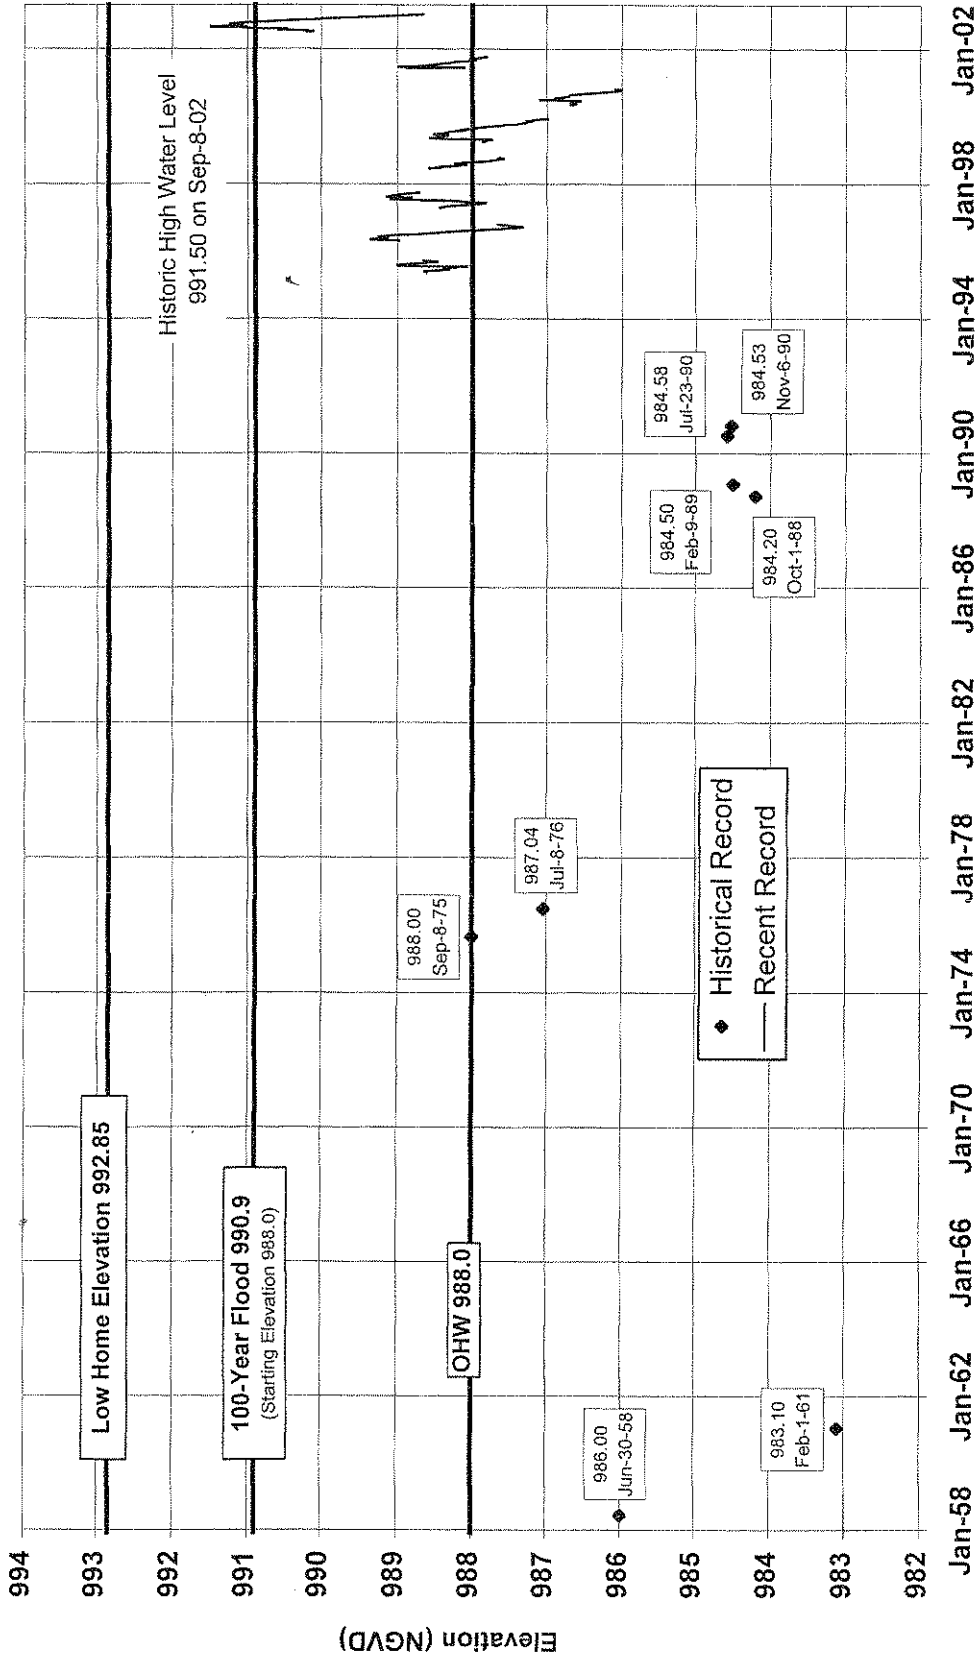 Elevation (NGVD)
994
993
992
991
990
989
988
987
986
985
984
983
982
Low Home Elevation 992.85
100-Year Flood 990.9
(Starting Elevation 988.0)
OHW 988.0
Historic High Water Level
991.50 on Sep-8-02
986.00
Jun-30-58
983.10
Feb-1-61
988.00
Sep-8-75
987.04
Jul-8-76
984.50
Feb-9-89
984.20
Oct-1-88
984.58
Jul-23-90
984.53
Nov-6-90
Historical Record
Recent Record
Jan-58
Jan-62
Jan-66
Jan-70
Jan-74
Jan-78
Jan-82
Jan-86
Jan-90
Jan-94
Jan-98
Jan-02